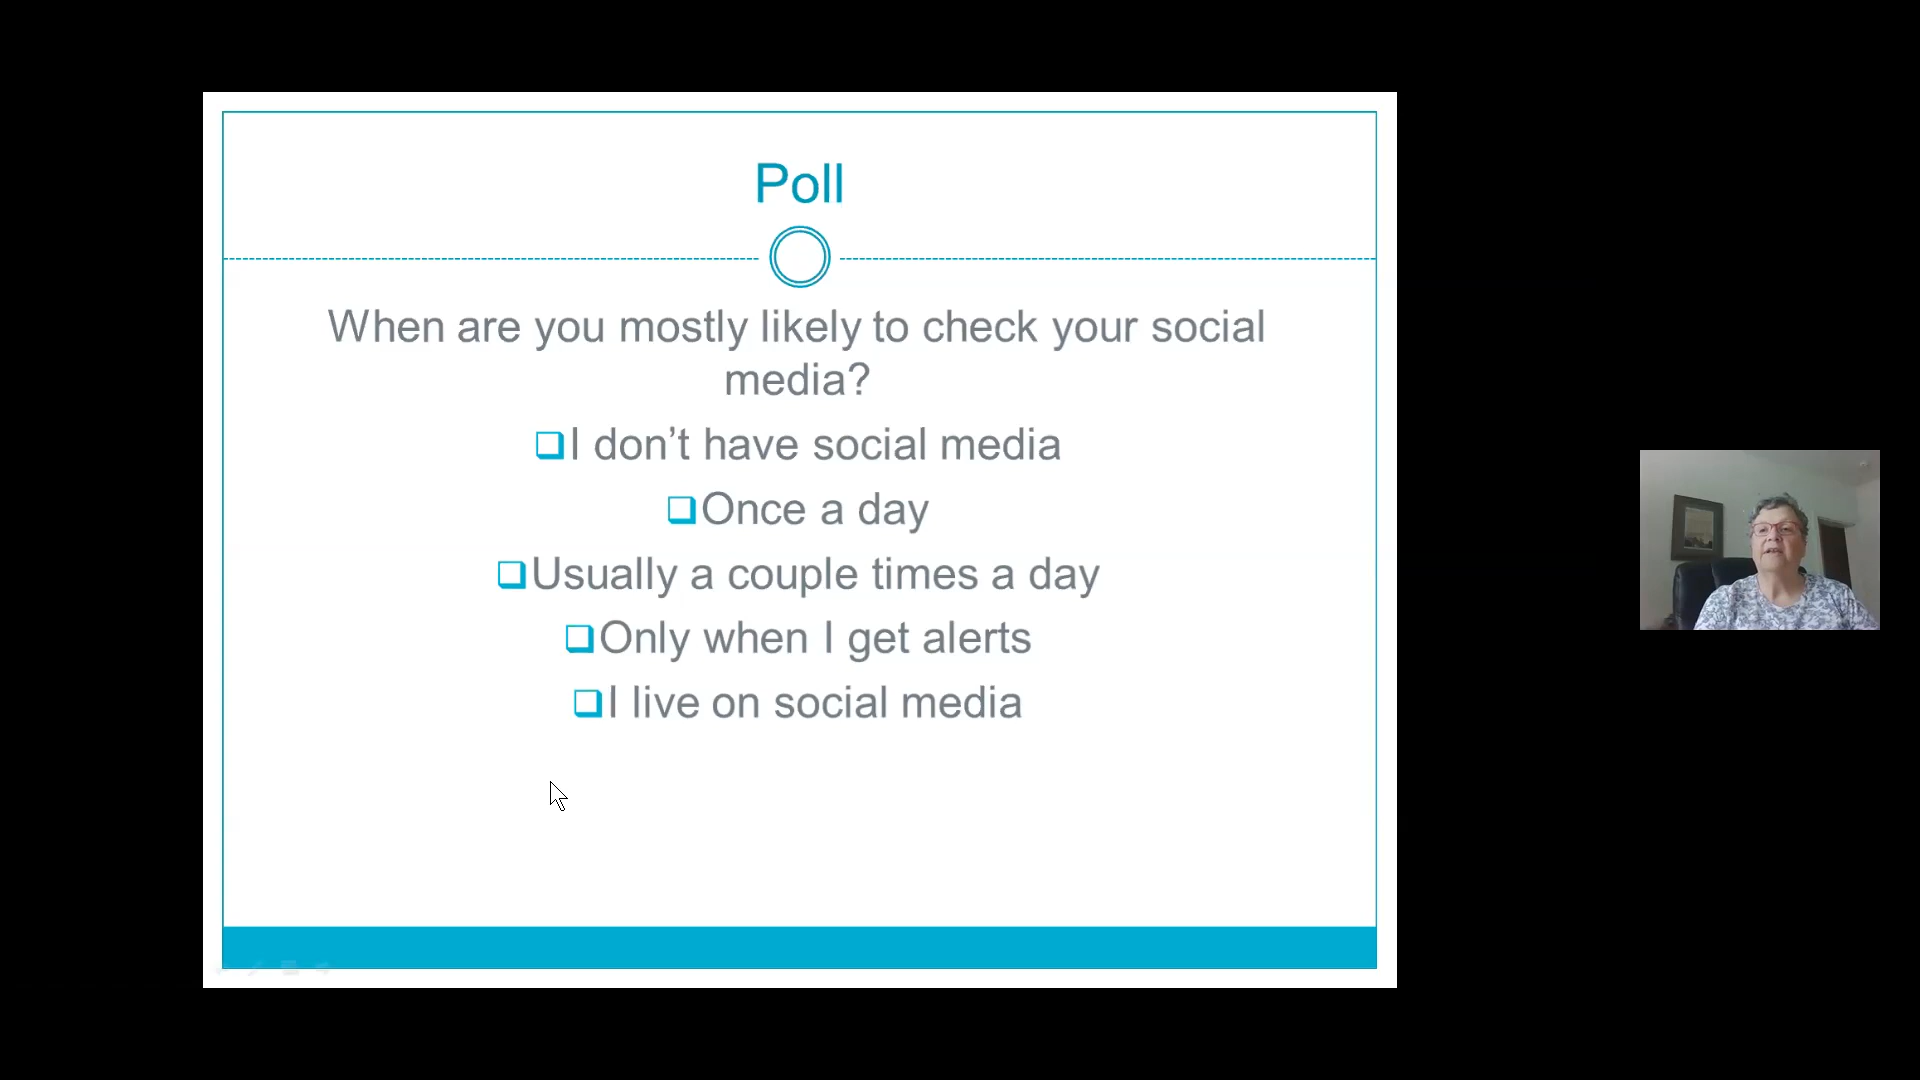 Poll
When are you mostly likely to check your social
media?
I don’t have social media
Once a day
Usually a couple times a day
Only when I get alerts
I live on social media